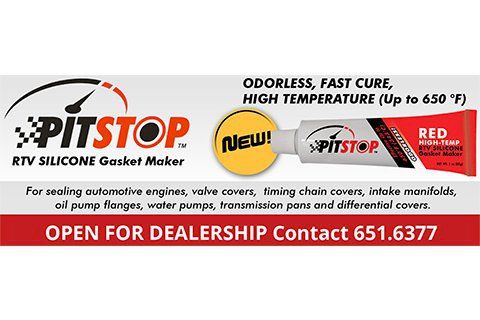 ODORLESS, FAST CURE,
HIGH TEMPERATURE (Up to 650 °F)
PITSTOP™
RTV SILICONE Gasket Maker
NEW!
PITSTOP
RED
HIGH-TEMP
RTV SILICONE
Gasket Maker
For sealing automotive engines, valve covers, timing chain covers, intake manifolds,
oil pump flanges, water pumps, transmission pans and differential covers.
OPEN FOR DEALERSHIP Contact 651.6377